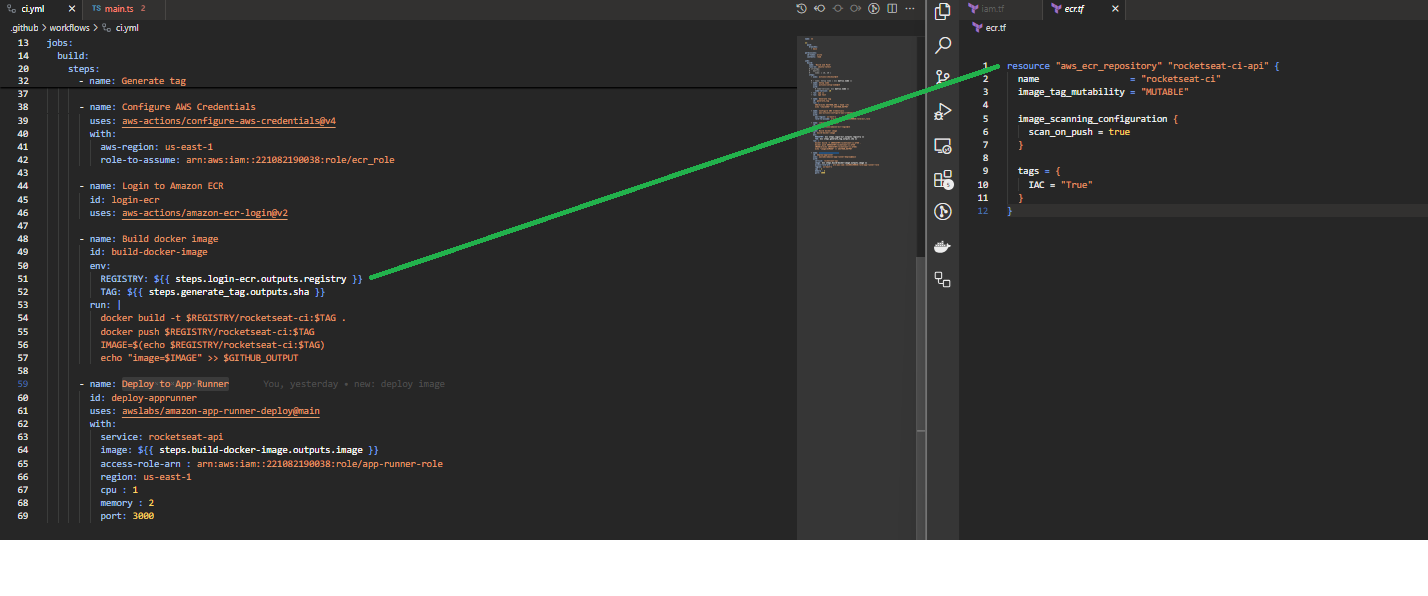 ci.yml
TS main.ts 2
.github > workflows > ci.yml
13 jobs:
14 build:
20 steps:
32 - name: Generate tag
37
38 - name: Configure AWS Credentials
39 uses: aws-actions/configure-aws-credentials@v4
40 with:
41 aws-region: us-east-1
42 role-to-assume: arn:aws:iam::221082190038:role/ecr_role
43
44 - name: Login to Amazon ECR
45 id: login-ecr
46 uses: aws-actions/amazon-ecr-login@v2
47
48 - name: Build docker image
49 id: build-docker-image
50 env:
51 REGISTRY: ${{ steps.login-ecr.outputs.registry }}
52 TAG: ${{ steps.generate_tag.outputs.sha }}
53 run: |
54 docker build -t $REGISTRY/rocketseat-ci:$TAG .
55 docker push $REGISTRY/rocketseat-ci:$TAG
56 IMAGE=$(echo $REGISTRY/rocketseat-ci:$TAG)
57 echo "image=$IMAGE" >> $GITHUB_OUTPUT
58
59 - name: Deploy to App Runner You, yesterday • new: deploy image
60 id: deploy-apprunner
61 uses: awslabs/amazon-app-runner-deploy@main
62 with:
63 service: rocketseat-api
64 image: ${{ steps.build-docker-image.outputs.image }}
65 access-role-arn : arn:aws:iam::221082190038:role/app-runner-role
66 region: us-east-1
67 cpu : 1
68 memory : 2
69 port: 3000
iam.tf
ecr.tf
ecr.tf
1 resource "aws_ecr_repository" "rocketseat-ci-api" {
2 name = "rocketseat-ci"
3 image_tag_mutability = "MUTABLE"
4
5 image_scanning_configuration {
6 scan_on_push = true
7 }
8
9 tags = {
10 IAC = "True"
11 }
12 }